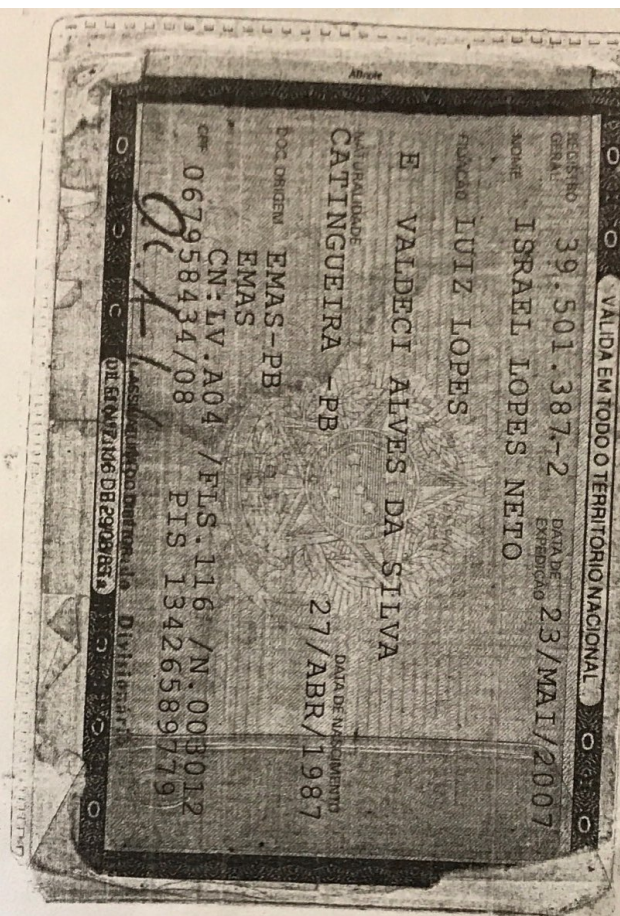 VÁLIDA EM TODO O TERRITÓRIO NACIONAL
REGISTRO GERAL 39.501.387-2 DATA DE EXPEDIÇÃO 23/MAI/2007
NOME ISRAEL LOPES NETO
FILIAÇÃO LUIZ LOPES
E VALDECI ALVES DA SILVA
NATURALIDADE CATINGUEIRA -PB DATA DE NASCIMENTO 27/ABR/1987
DOC. ORIGEM EMAS-PB
EMAS
CN:LV.A04 /FLS.116 /N.003012
CPF 067958434/08 PIS 13426589779
Divisionário
LEI Nº 7.116 DE 29/08/83